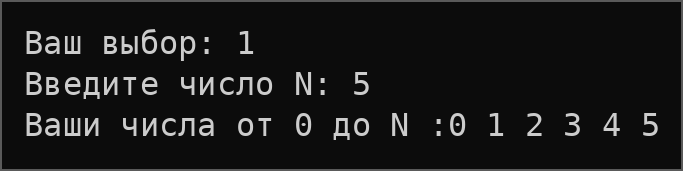 Ваш выбор: 1
Введите число N: 5
Ваши числа от 0 до N :0 1 2 3 4 5